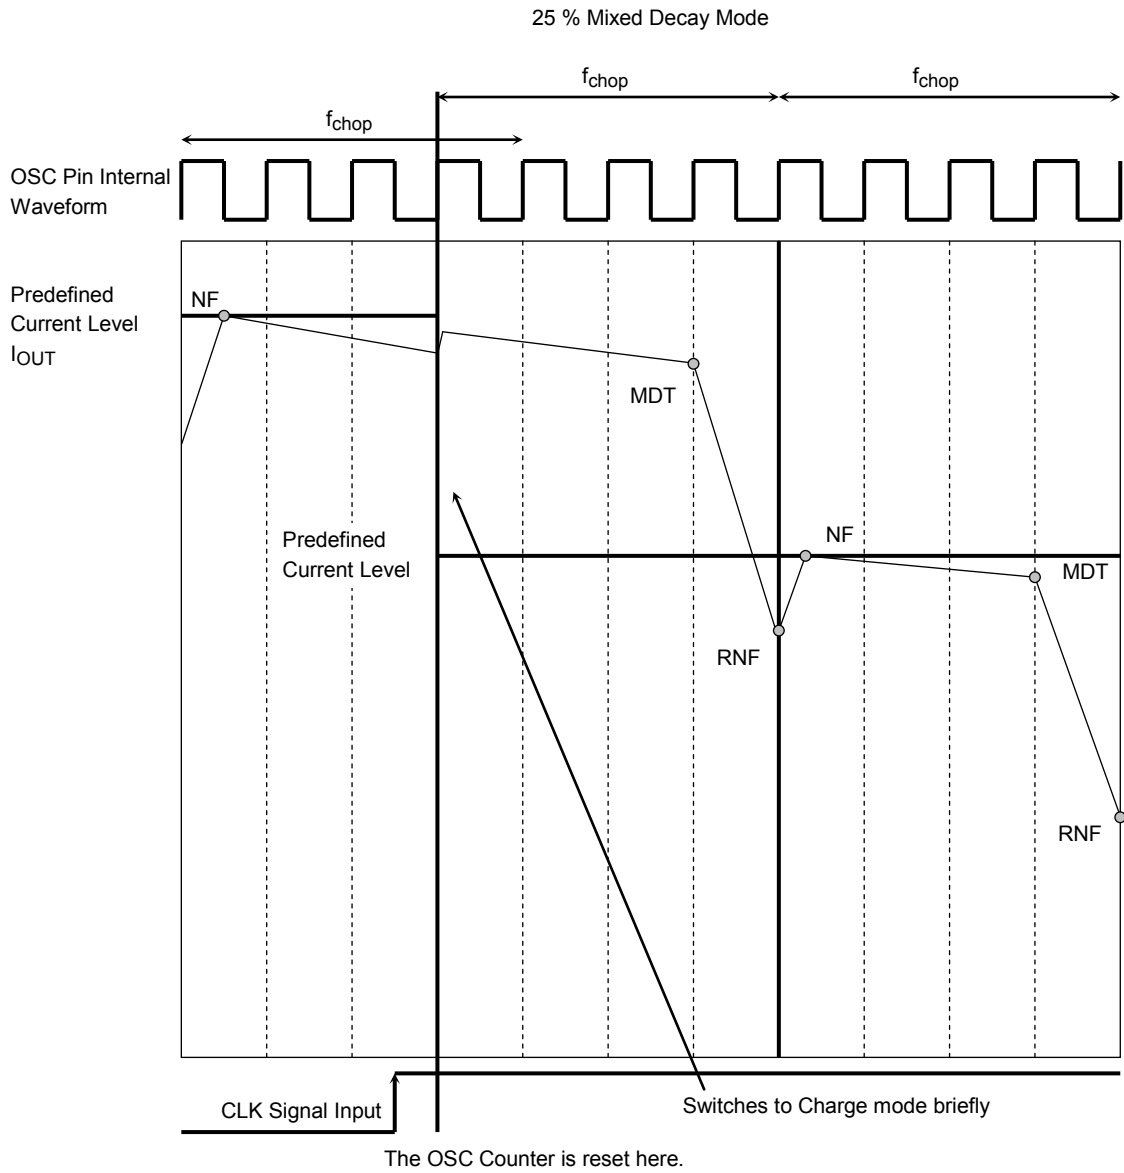 25 % Mixed Decay Mode
fchop
fchop
fchop
OSC Pin Internal
Waveform
Predefined
Current Level
IOUT
NF
MDT
Predefined
Current Level
NF
MDT
RNF
RNF
CLK Signal Input
Switches to Charge mode briefly
The OSC Counter is reset here.